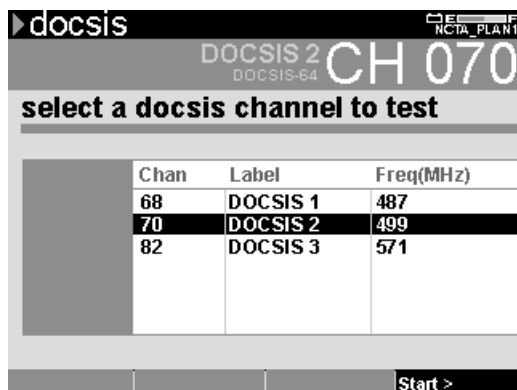 docsis
E F
NCTA_PLAN1
DOCSIS 2
DOCSIS-64
CH 070
select a docsis channel to test
Chan Label Freq(MHz)
68 DOCSIS 1 487
70 DOCSIS 2 499
82 DOCSIS 3 571
Start >